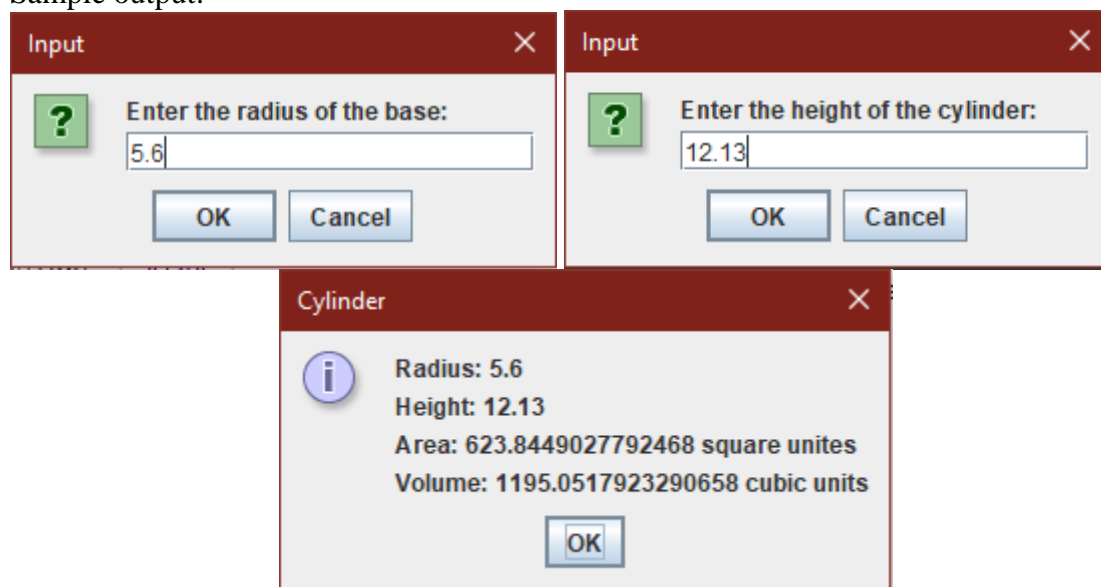 Sample output:
Input
Enter the radius of the base:
5.6
OK Cancel
Input
Enter the height of the cylinder:
12.13
OK Cancel
Cylinder
Radius: 5.6
Height: 12.13
Area: 623.8449027792468 square unites
Volume: 1195.0517923290658 cubic units
OK